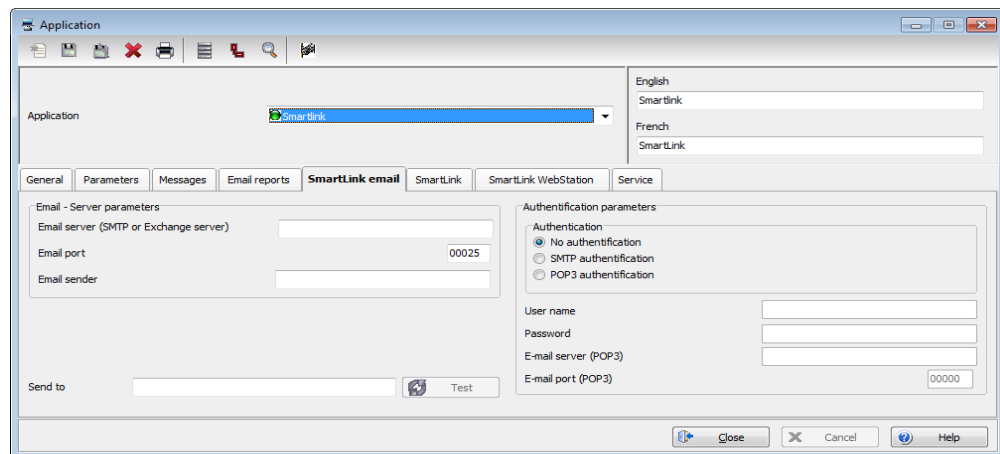 Application
English
Smartlink
Application
Smartlink
French
SmartLink
General Parameters Messages Email reports SmartLink email SmartLink SmartLink WebStation Service
Email - Server parameters
Email server (SMTP or Exchange server)
Email port 00025
Email sender
Send to Test
Authentification parameters
Authentication
No authentification
SMTP authentification
POP3 authentification
User name
Password
E-mail server (POP3)
E-mail port (POP3) 00000
Close Cancel Help